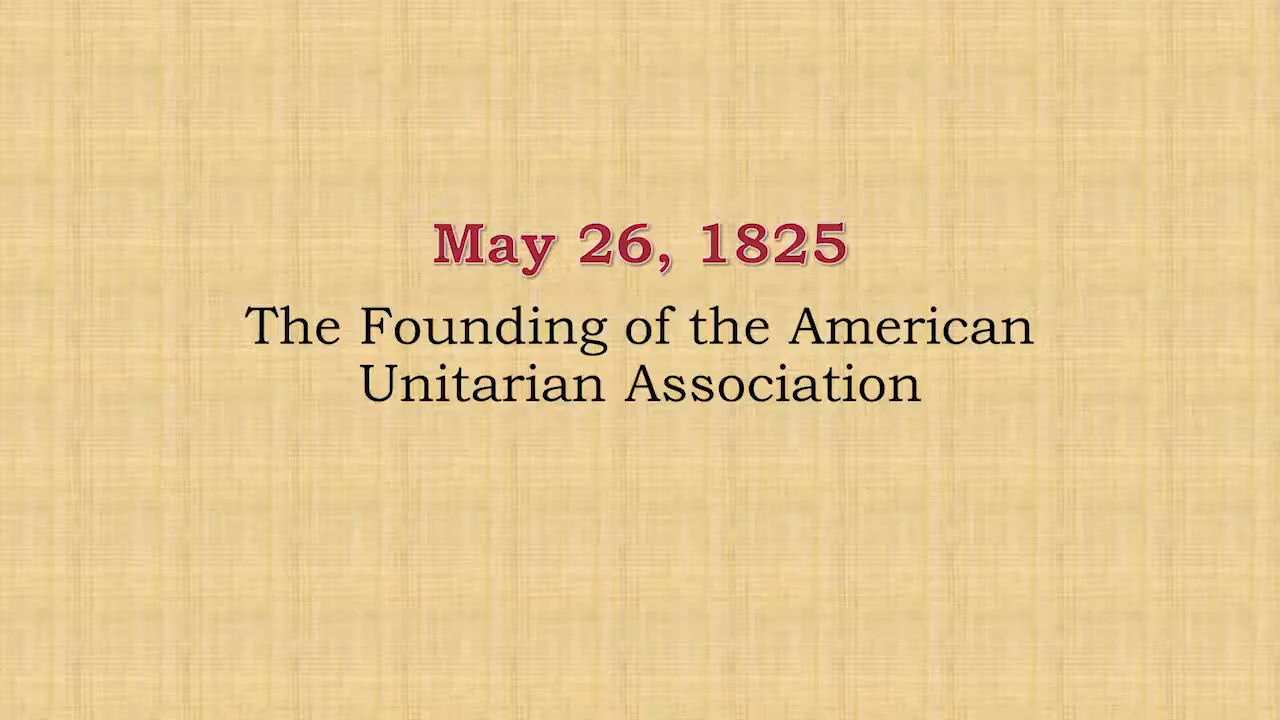 May 26, 1825
The Founding of the American
Unitarian Association